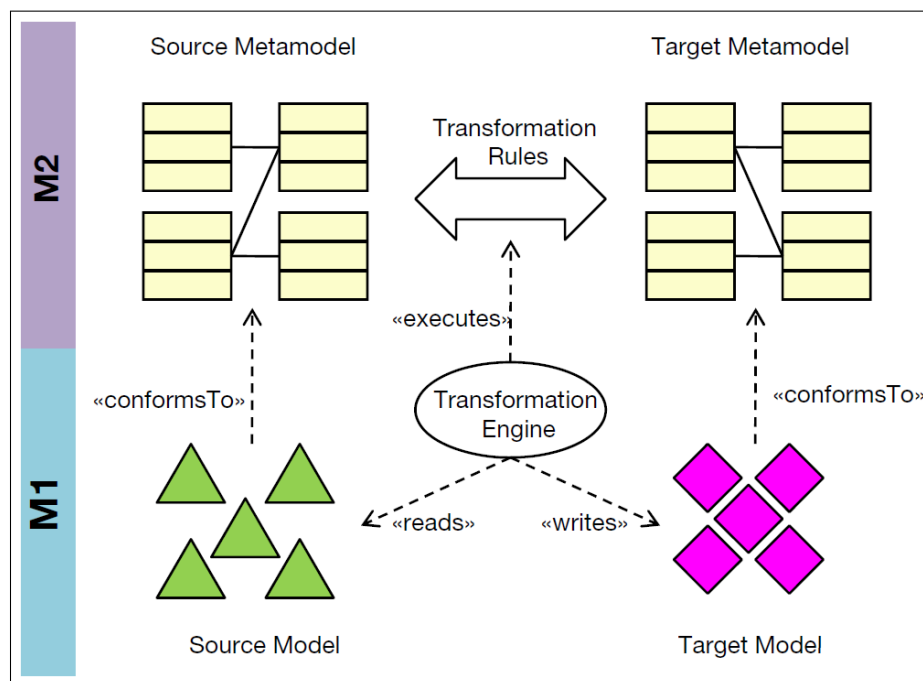 Source Metamodel
Target Metamodel
M2
Transformation
Rules
«executes»
M1
«conformsTo»
Transformation
Engine
«conformsTo»
«reads»
«writes»
Source Model
Target Model